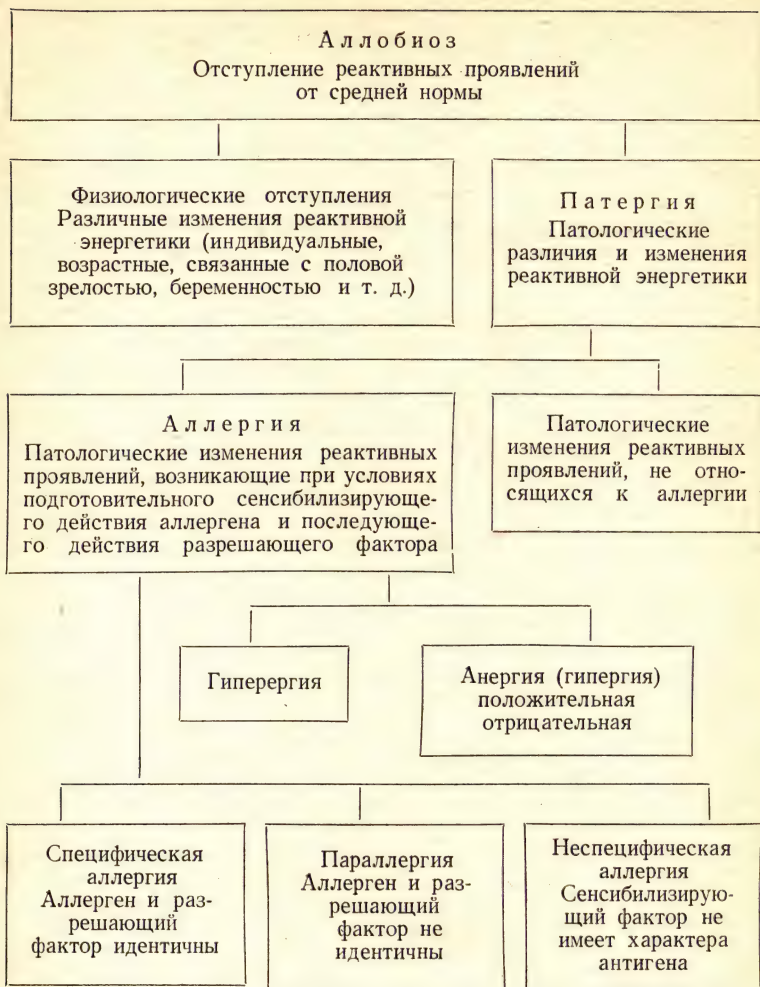 Аллобиоз
Отступление реактивных проявлений
от средней нормы
Физиологические отступления
Различные изменения реактивной
энергетики (индивидуальные,
возрастные, связанные с половой
зрелостью, беременностью и т. д.)
Патергия
Патологические
различия и изменения
реактивной энергетики
Аллергия
Патологические изменения реактивных
проявлений, возникающие при условиях
подготовительного сенсибилизирующе-
го действия аллергена и последующе-
го действия разрешающего фактора
Патологические
изменения реактивных
проявлений, не отно-
сящихся к аллергии
Гиперергия
Анергия (гипергия)
положительная
отрицательная
Специфическая
аллергия
Аллерген и раз-
решающий
фактор идентичны
Параллергия
Аллерген и раз-
решающий
фактор не
идентичны
Неспецифическая
аллергия
Сенсибилизирую-
щий фактор не
имеет характера
антигена